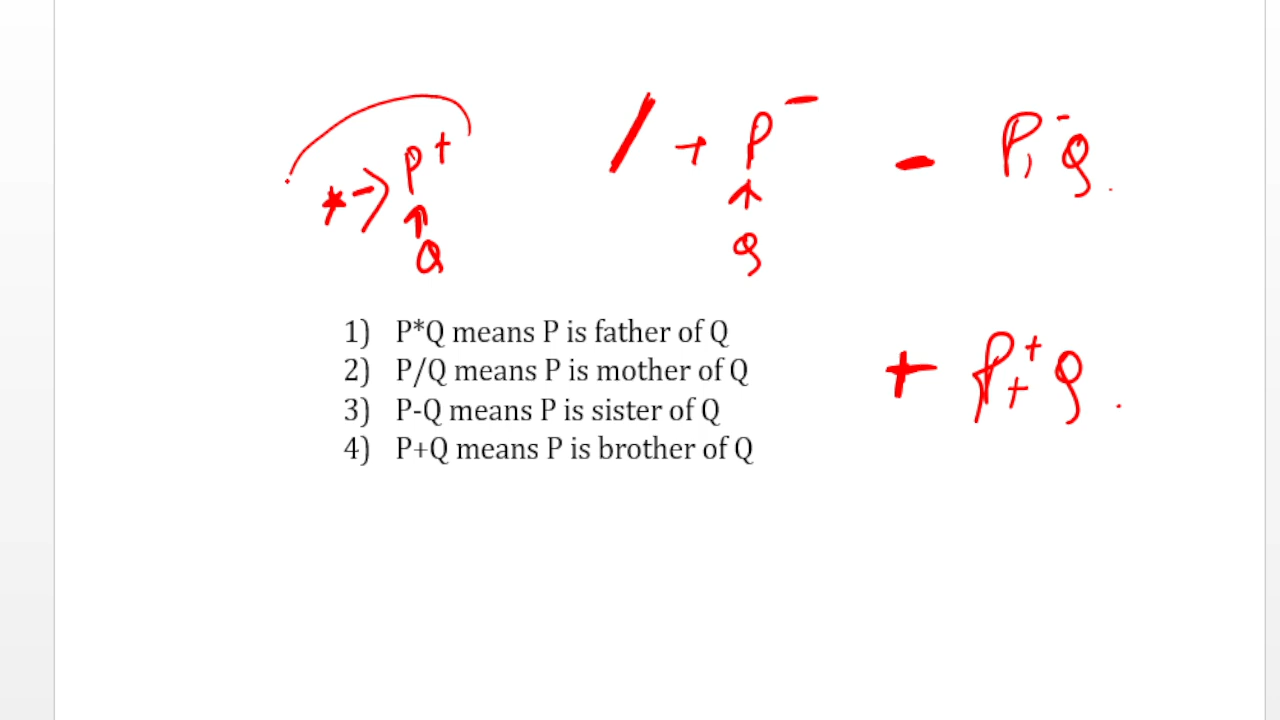 * → P +
↑
Q
/ + P -
↑
Q
- P, - Q .
1) P*Q means P is father of Q
2) P/Q means P is mother of Q
3) P-Q means P is sister of Q
4) P+Q means P is brother of Q
+ P + + Q .